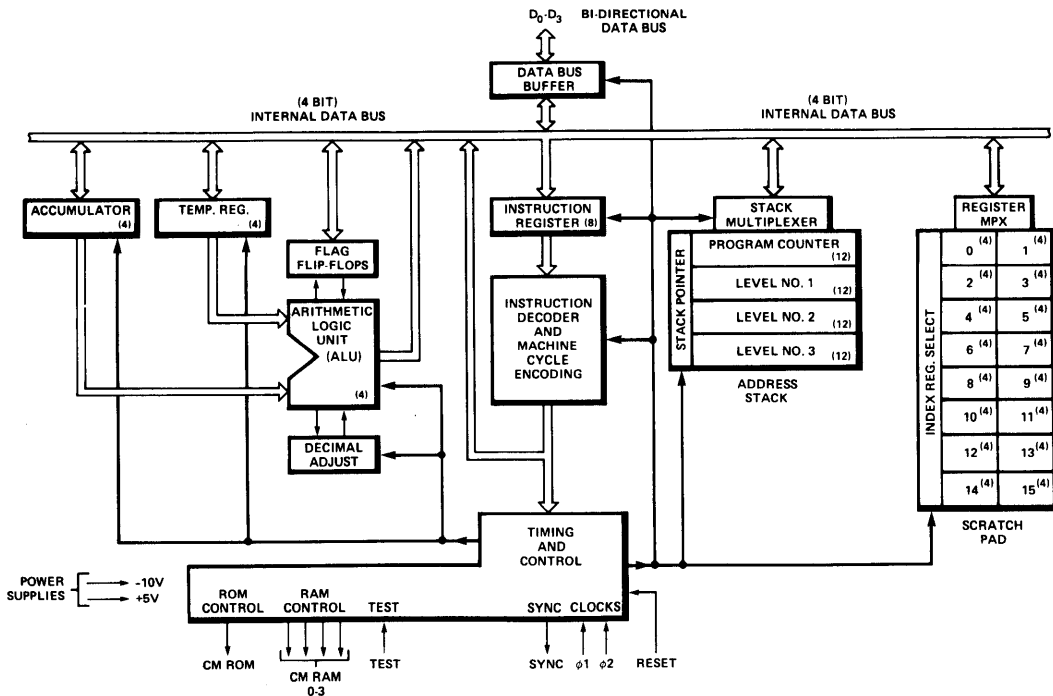 D0-D3 BI-DIRECTIONAL
DATA BUS
DATA BUS
BUFFER
(4 BIT)
INTERNAL DATA BUS
(4 BIT)
INTERNAL DATA BUS
ACCUMULATOR
(4)
TEMP. REG.
(4)
FLAG
FLIP-FLOPS
ARITHMETIC
LOGIC
UNIT
(ALU)
(4)
DECIMAL
ADJUST
INSTRUCTION
REGISTER (8)
INSTRUCTION
DECODER
AND
MACHINE
CYCLE
ENCODING
STACK
MULTIPLEXER
STACK POINTER
PROGRAM COUNTER
(12)
LEVEL NO. 1
(12)
LEVEL NO. 2
(12)
LEVEL NO. 3
(12)
ADDRESS
STACK
REGISTER
MPX
INDEX REG. SELECT
0 (4) 1 (4)
2 (4) 3 (4)
4 (4) 5 (4)
6 (4) 7 (4)
8 (4) 9 (4)
10 (4) 11 (4)
12 (4) 13 (4)
14 (4) 15 (4)
SCRATCH
PAD
TIMING
AND
CONTROL
POWER
SUPPLIES
-10V
+5V
ROM
CONTROL
RAM
CONTROL
TEST
SYNC
CLOCKS
CM ROM
CM RAM
0-3
TEST
SYNC
φ1
φ2
RESET